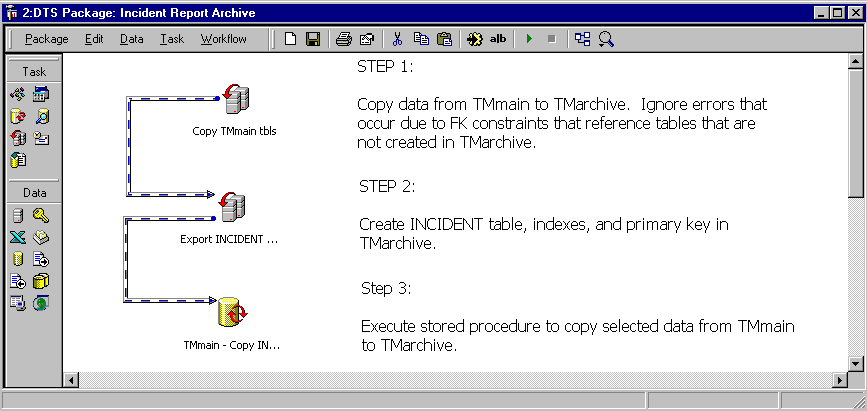 2:DTS Package: Incident Report Archive
Package Edit Data Task Workflow
a|b
Task
Data
Copy TMmain tbls
Export INCIDENT ...
TMmain - Copy IN...
STEP 1:
Copy data from TMmain to TMarchive.  Ignore errors that
occur due to FK constraints that reference tables that are
not created in TMarchive.
STEP 2:
Create INCIDENT table, indexes, and primary key in
TMarchive.
Step 3:
Execute stored procedure to copy selected data from TMmain
to TMarchive.